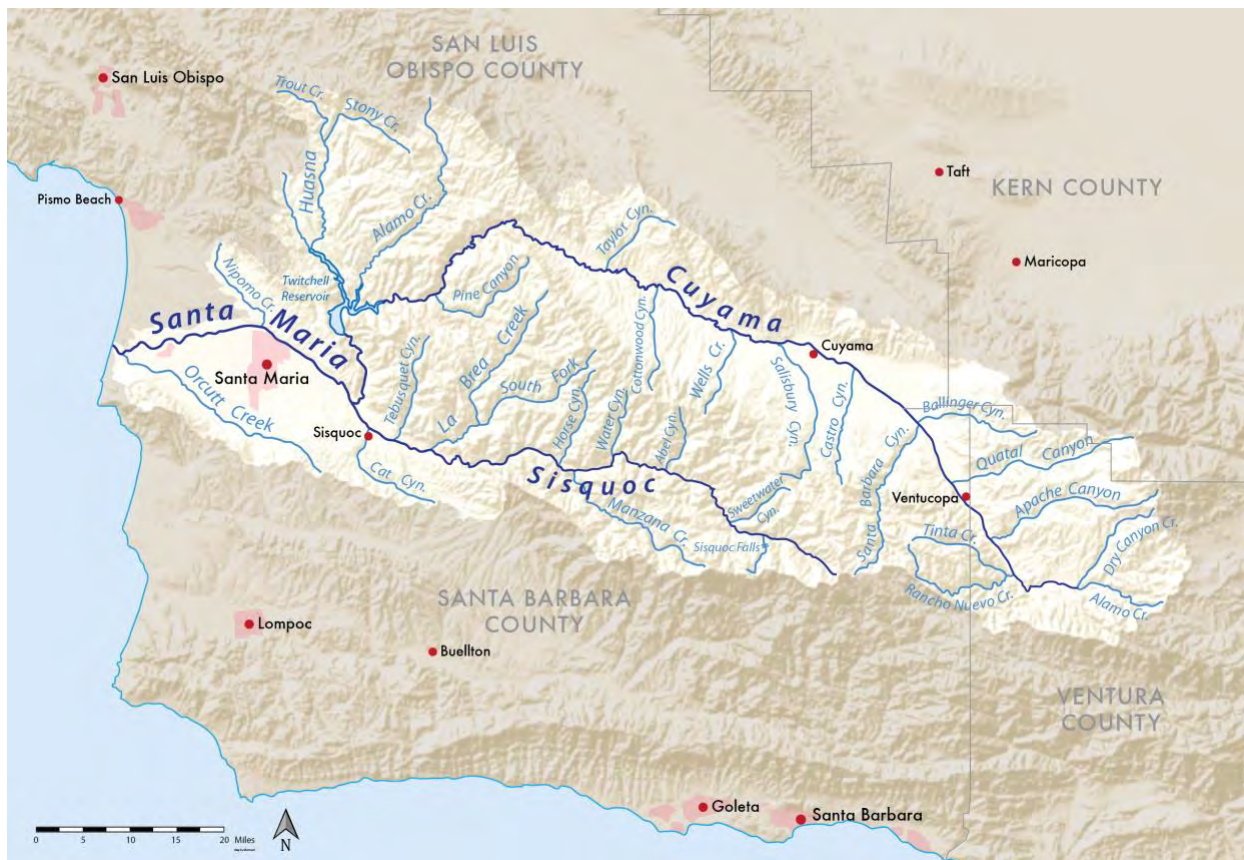 SAN LUIS
OBISPO COUNTY
San Luis Obispo
Trout Cr.
Stony Cr.
Taft
KERN COUNTY
Pismo Beach
Huasna
Alamo Cr.
Taylor Cyn.
Maricopa
Nipomo Cr.
Twitchell
Reservoir
Pine Canyon
Cuyama
Santa
Maria
Santa Maria
Tebusquet Cyn.
La Brea Creek
South Fork
Cottonwood Cyn.
Wells Cr.
Cuyama
Salisbury Cyn.
Castro Cyn.
Orcutt Creek
Sisquoc
Horse Cyn.
Water Cyn.
Abel Cyn.
Ballinger Cyn.
Santa Barbara Cyn.
Quatal Canyon
Cat Cyn.
Sisquoc
Sweetwater
Cyn.
Ventucopa
Apache Canyon
Manzana Cr.
Sisquoc Falls
Tinta Cr.
Dry Canyon Cr.
Rancho Nuevo Cr.
Alamo Cr.
SANTA BARBARA
COUNTY
Lompoc
Buellton
VENTURA
COUNTY
Goleta
Santa Barbara
0 5 10 15 20 Miles
N